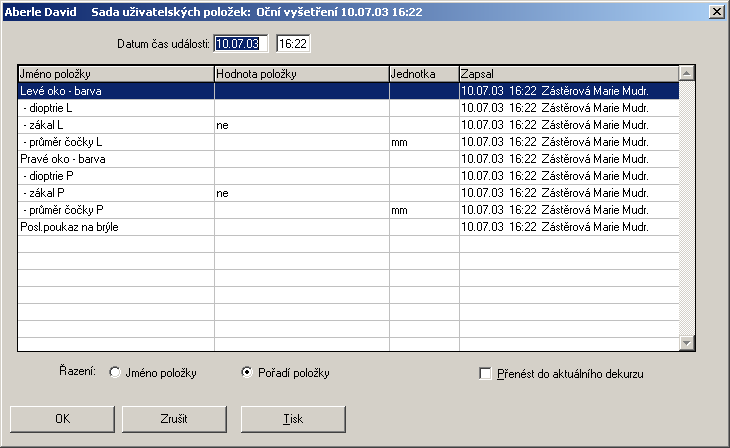 Aberle David Sada uživatelských položek: Oční vyšetření 10.07.03 16:22
Datum čas události: 10.07.03 16:22
Jméno položky Hodnota položky Jednotka Zapsal
Levé oko - barva 10.07.03 16:22 Zástěrová Marie Mudr.
- dioptrie L 10.07.03 16:22 Zástěrová Marie Mudr.
- zákal L ne 10.07.03 16:22 Zástěrová Marie Mudr.
- průměr čočky L mm 10.07.03 16:22 Zástěrová Marie Mudr.
Pravé oko - barva 10.07.03 16:22 Zástěrová Marie Mudr.
- dioptrie P 10.07.03 16:22 Zástěrová Marie Mudr.
- zákal P ne 10.07.03 16:22 Zástěrová Marie Mudr.
- průměr čočky P mm 10.07.03 16:22 Zástěrová Marie Mudr.
Posl.poukaz na brýle 10.07.03 16:22 Zástěrová Marie Mudr.
Řazení: Jméno položky Pořadí položky Přenést do aktuálního dekurzu
OK Zrušit Tisk